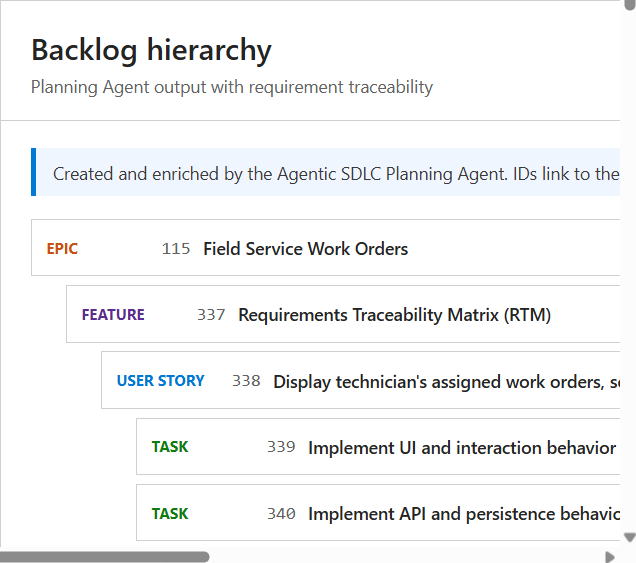 Backlog hierarchy
Planning Agent output with requirement traceability
Created and enriched by the Agentic SDLC Planning Agent. IDs link to the
EPIC 115 Field Service Work Orders
FEATURE 337 Requirements Traceability Matrix (RTM)
USER STORY 338 Display technician's assigned work orders,
TASK 339 Implement UI and interaction behavior
TASK 340 Implement API and persistence